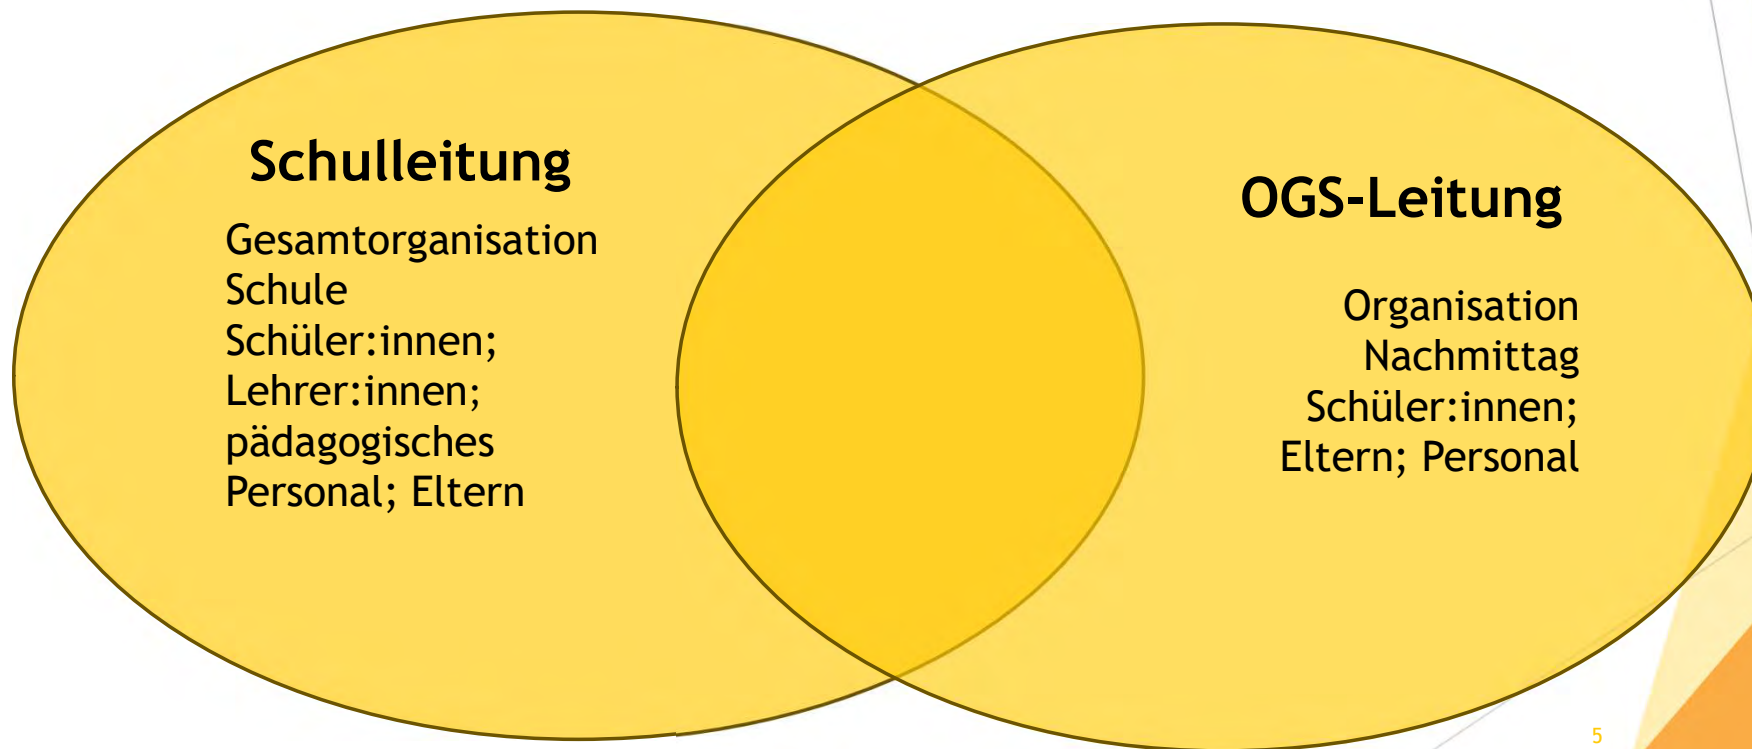 Schulleitung
Gesamtorganisation
Schule
Schüler:innen;
Lehrer:innen;
pädagogisches
Personal; Eltern
OGS-Leitung
Organisation
Nachmittag
Schüler:innen;
Eltern; Personal
5